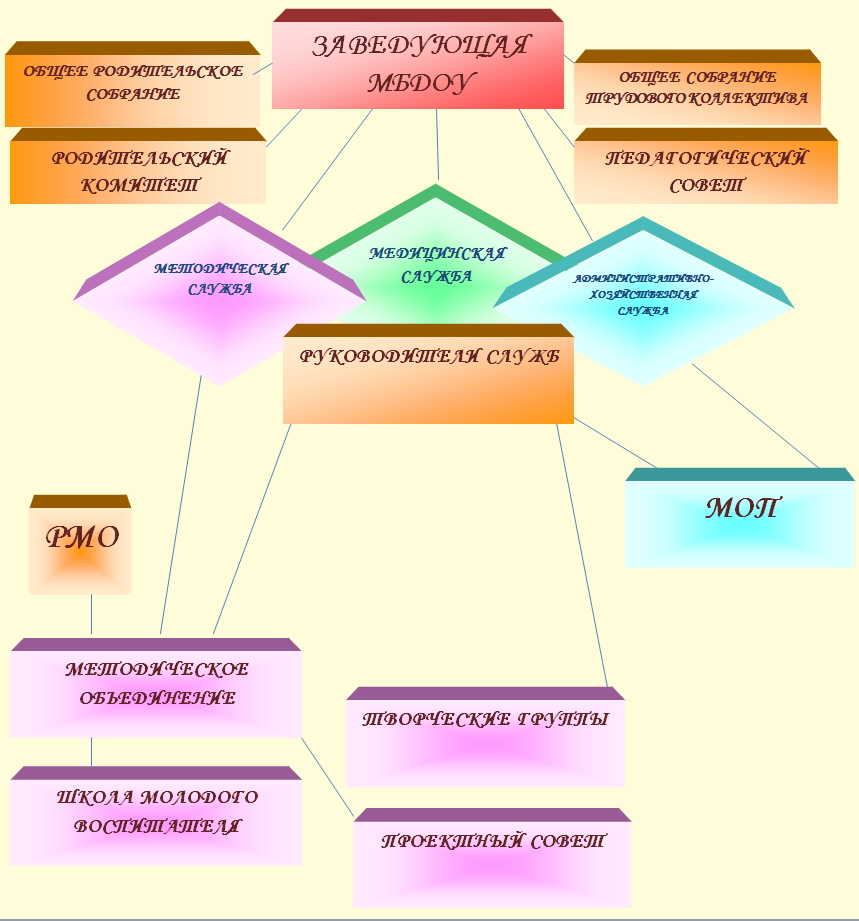 ЗАВЕДУЮЩАЯ
МБДОУ
ОБЩЕЕ РОДИТЕЛЬСКОЕ
СОБРАНИЕ
ОБЩЕЕ СОБРАНИЕ
ТРУДОВОГО КОЛЛЕКТИВА
РОДИТЕЛЬСКИЙ
КОМИТЕТ
ПЕДАГОГИЧЕСКИЙ
СОВЕТ
МЕТОДИЧЕСКАЯ
СЛУЖБА
МЕДИЦИНСКАЯ
СЛУЖБА
АДМИНИСТРАТИВНО-
ХОЗЯЙСТВЕННАЯ
СЛУЖБА
РУКОВОДИТЕЛИ СЛУЖБ
МОП
РМО
МЕТОДИЧЕСКОЕ
ОБЪЕДИНЕНИЕ
ТВОРЧЕСКИЕ ГРУППЫ
ШКОЛА МОЛОДОГО
ВОСПИТАТЕЛЯ
ПРОЕКТНЫЙ СОВЕТ